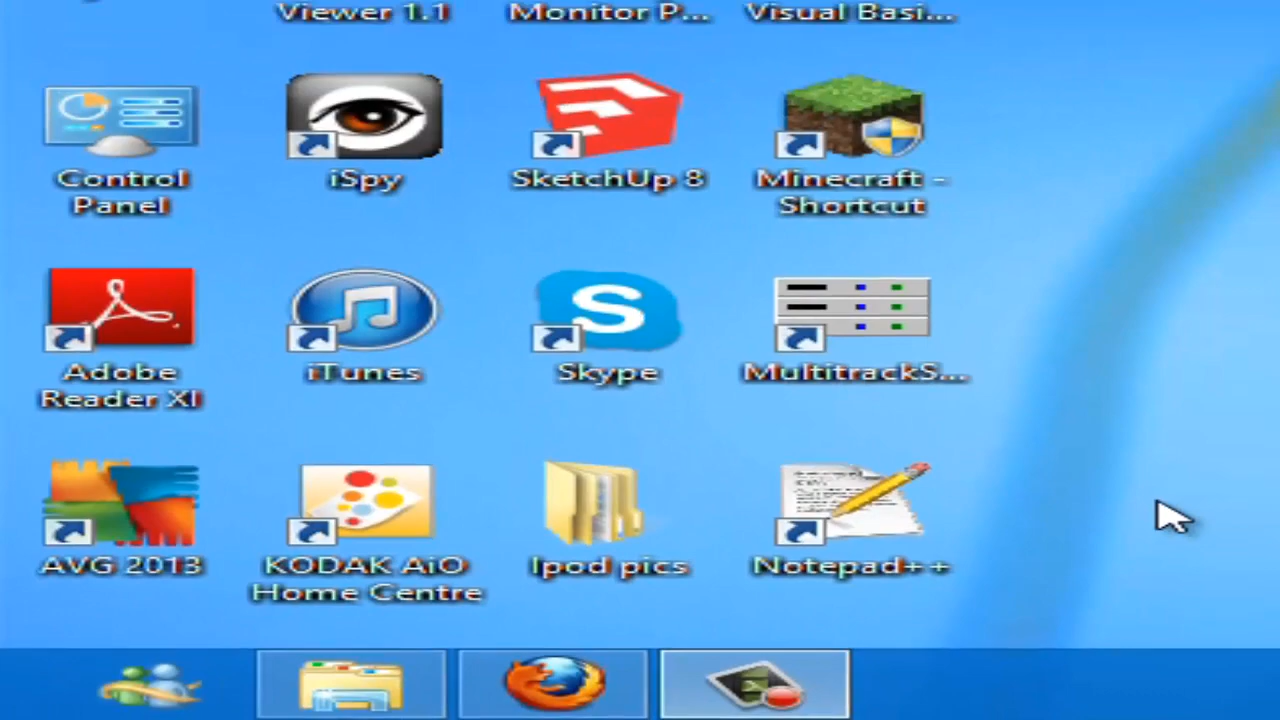 Viewer 1.1
Monitor P...
Visual Basi...
Control
Panel
iSpy
SketchUp 8
Minecraft -
Shortcut
Adobe
Reader XI
iTunes
S
Skype
MultitrackS...
AVG 2013
KODAK AiO
Home Centre
Ipod pics
Notepad++